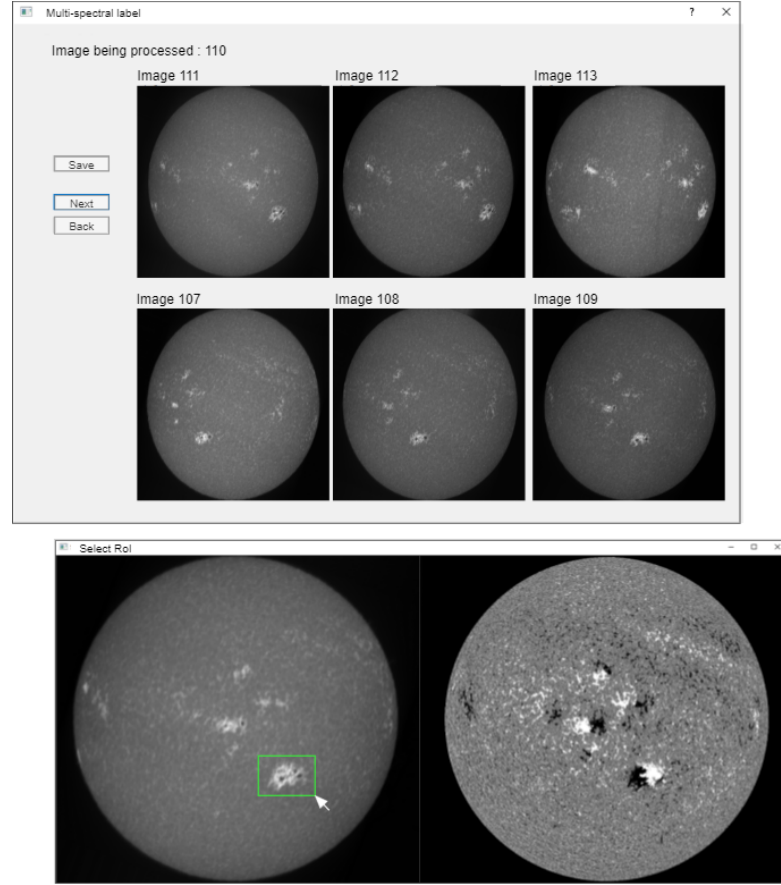 Multi-spectral label
Image being processed : 110
Image 111
Image 112
Image 113
Save
Next
Back
Image 107
Image 108
Image 109
Select RoI